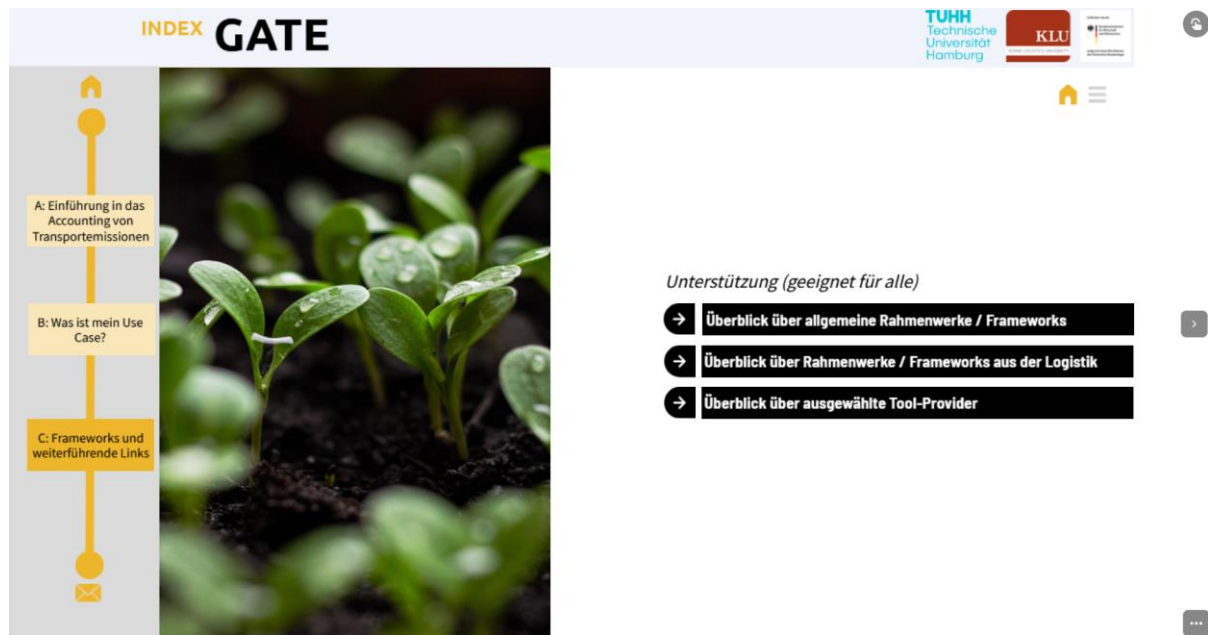 INDEX GATE
TUHH
Technische
Universität
Hamburg
KLU
A: Einführung in das
Accounting von
Transportemissionen
B: Was ist mein Use
Case?
C: Frameworks und
weiterführende Links
Unterstützung (geeignet für alle)
Überblick über allgemeine Rahmenwerke / Frameworks
Überblick über Rahmenwerke / Frameworks aus der Logistik
Überblick über ausgewählte Tool-Provider